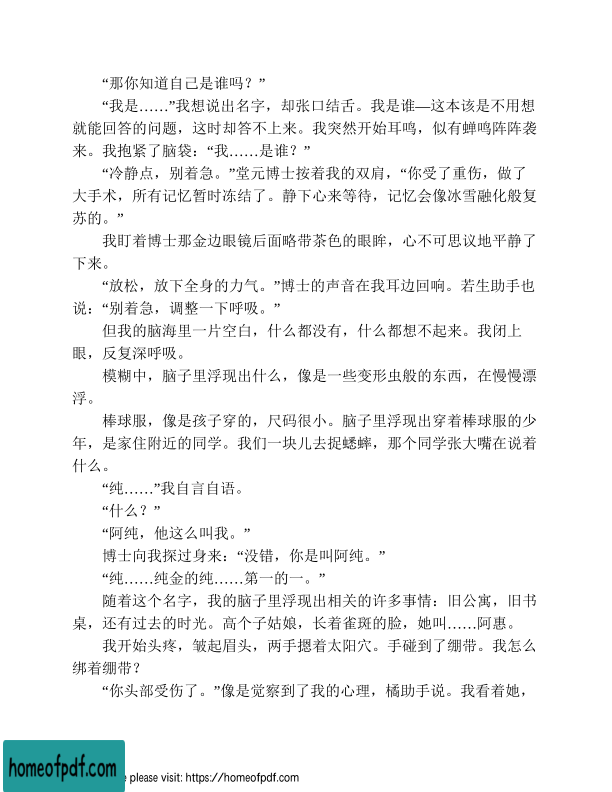 “那你知道自己是谁吗？”
“我是……”我想说出名字，却张口结舌。我是谁—这本该是不用想
就能回答的问题，这时却答不上来。我突然开始耳鸣，似有蝉鸣阵阵袭
来。我抱紧了脑袋：“我……是谁？”
“冷静点，别着急。”堂元博士按着我的双肩，“你受了重伤，做了
大手术，所有记忆暂时冻结了。静下心来等待，记忆会像冰雪融化般复
苏的。”
我盯着博士那金边眼镜后面略带茶色的眼眸，心不可思议地平静了
下来。
“放松，放下全身的力气。”博士的声音在我耳边回响。若生助手也
说：“别着急，调整一下呼吸。”
但我的脑海里一片空白，什么都没有，什么都想不起来。我闭上
眼，反复深呼吸。
模糊中，脑子里浮现出什么，像是一些变形虫般的东西，在慢慢漂
浮。
棒球服，像是孩子穿的，尺码很小。脑子里浮现出穿着棒球服的少
年，是家住附近的同学。我们一块儿去捉蟋蟀，那个同学张大嘴在说着
什么。
“纯……”我自言自语。
“什么？”
“阿纯，他这么叫我。”
博士向我探过身来：“没错，你是叫阿纯。”
“纯……纯金的纯……第一的一。”
随着这个名字，我的脑子里浮现出相关的许多事情：旧公寓，旧书
桌，还有过去的时光。高个子姑娘，长着雀斑的脸，她叫……阿惠。
我开始头疼，皱起眉头，两手摁着太阳穴。手碰到了绷带。我怎么
绑着绷带？
“你头部受伤了。”像是觉察到了我的心理，橘助手说。我看着她，
homeofpdf.com
e please visit: https://homeofpdf.com